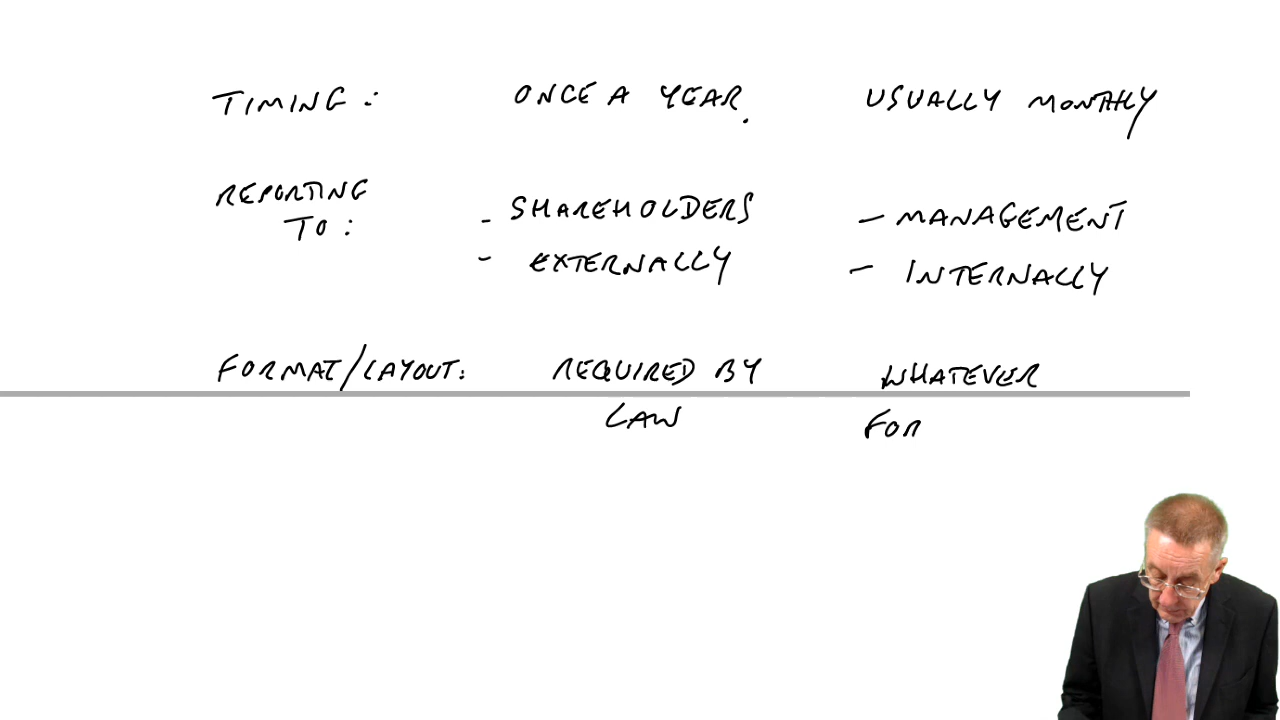 TIMING: ONCE A YEAR. USUALLY MONTHLY
REPORTING
TO:
- SHAREHOLDERS - MANAGEMENT
- EXTERNALLY - INTERNALLY
FORMAT/LAYOUT: REQUIRED BY WHATEVER
LAW FOR